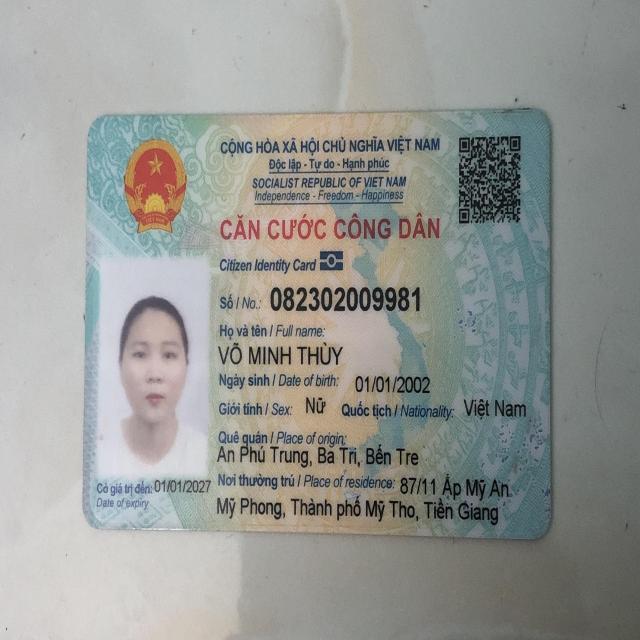 CỘNG HÒA XÃ HỘI CHỦ NGHĨA VIỆT NAM
Độc lập - Tự do - Hạnh phúc
SOCIALIST REPUBLIC OF VIET NAM
Independence - Freedom - Happiness
CĂN CƯỚC CÔNG DÂN
Citizen Identity Card
Số / No.: 082302009981
Họ và tên / Full name:
VÕ MINH THÙY
Ngày sinh / Date of birth: 01/01/2002
Giới tính / Sex: Nữ Quốc tịch / Nationality: Việt Nam
Quê quán / Place of origin:
An Phú Trung, Ba Tri, Bến Tre
Nơi thường trú / Place of residence: 87/11 Ấp Mỹ An
Mỹ Phong, Thành phố Mỹ Tho, Tiền Giang
Có giá trị đến: 01/01/2027
Date of expiry